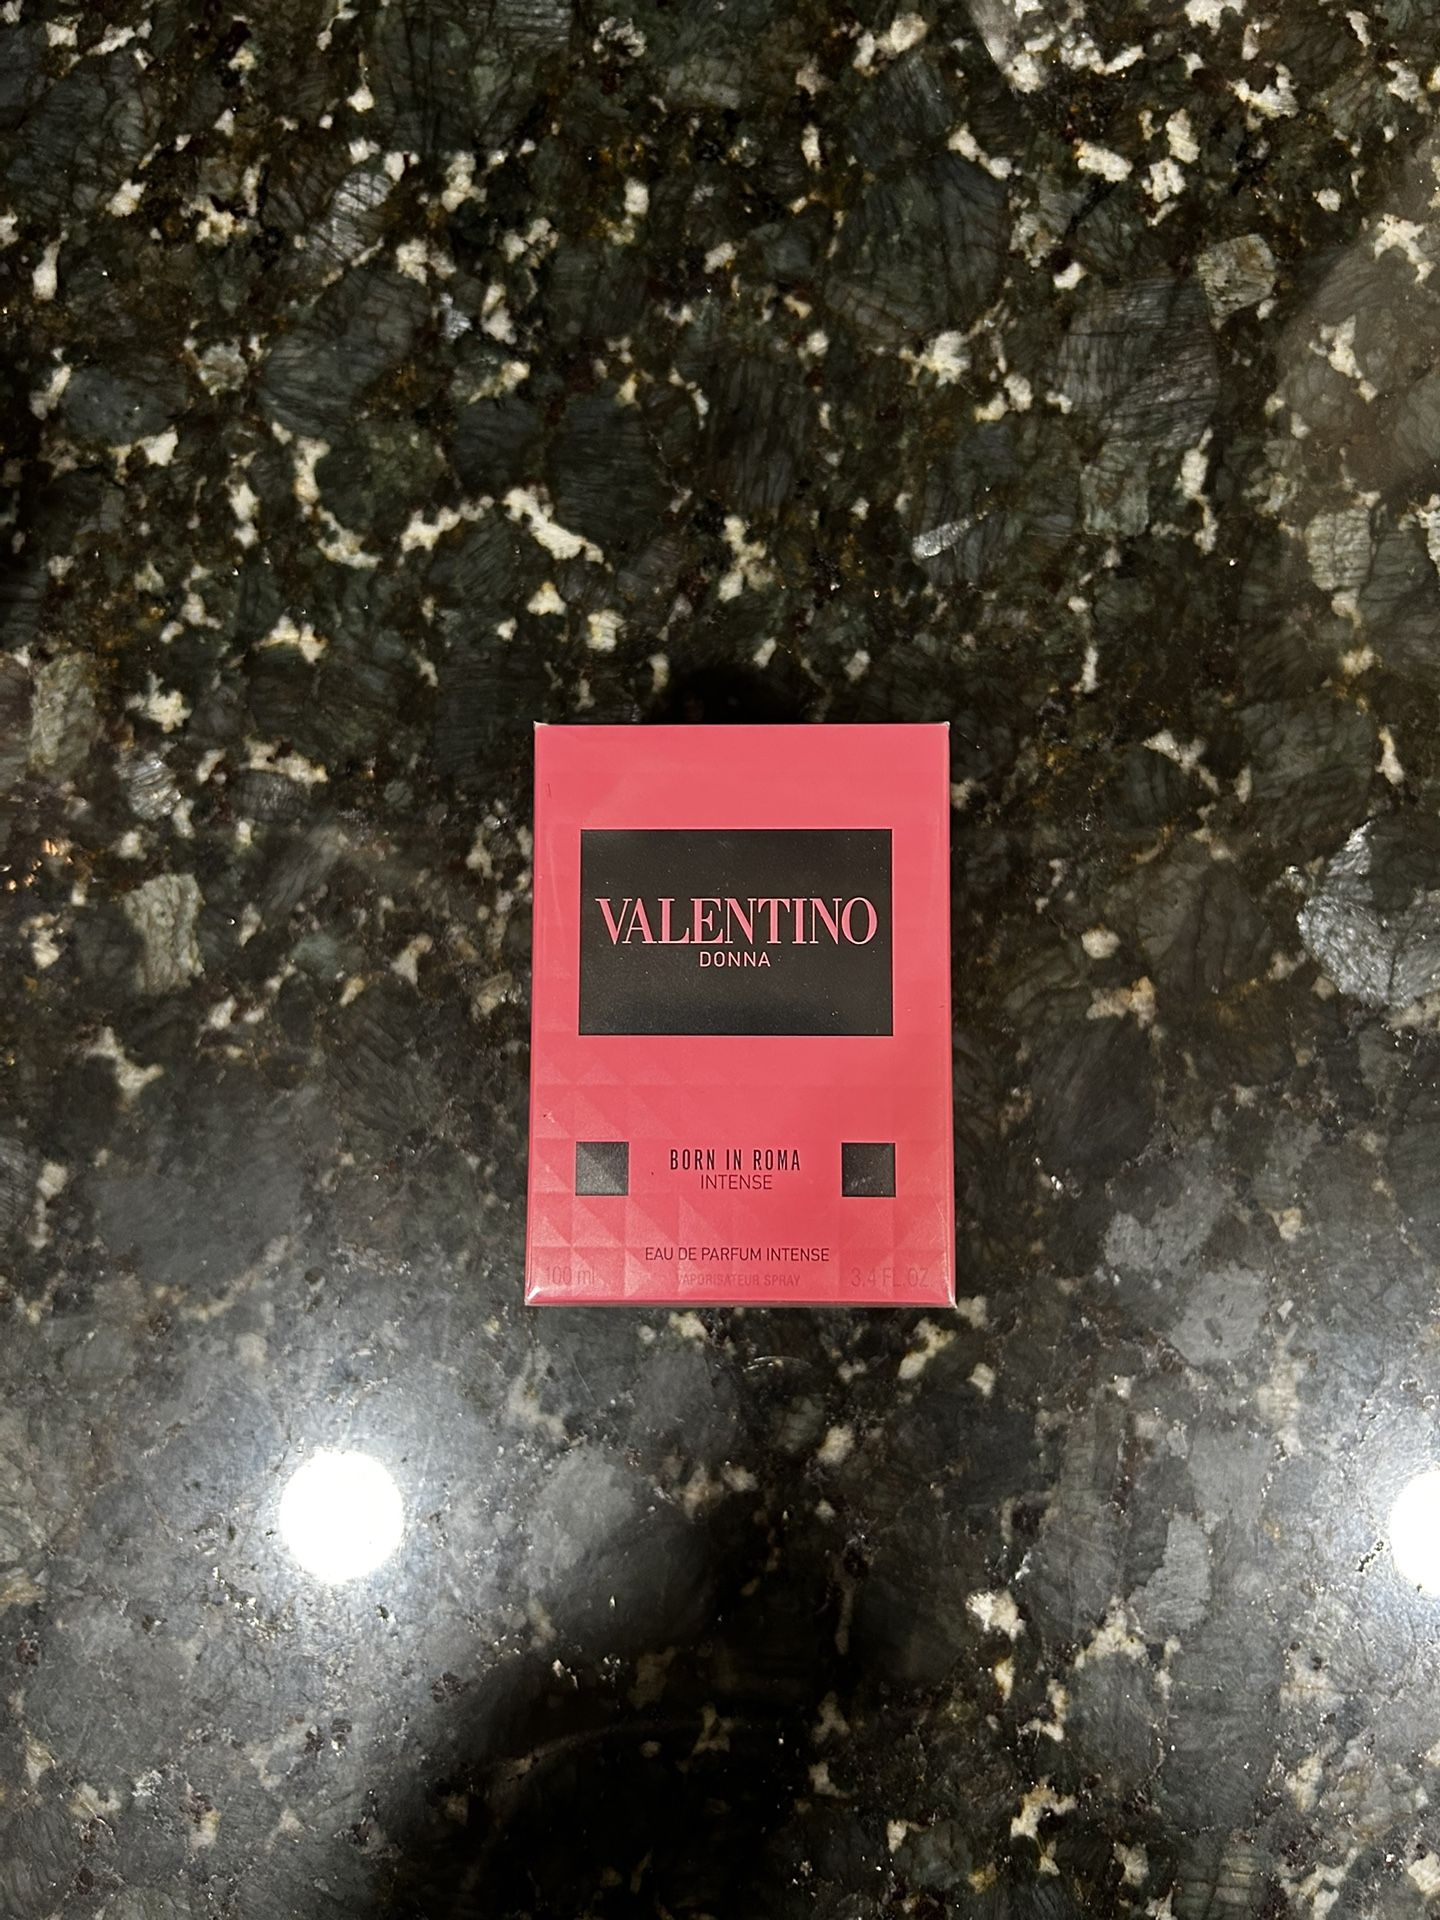 VALENTINO
DONNA
BORN IN ROMA
INTENSE
EAU DE PARFUM INTENSE
100 ml VAPORISATEUR SPRAY 3.4 FL.OZ.